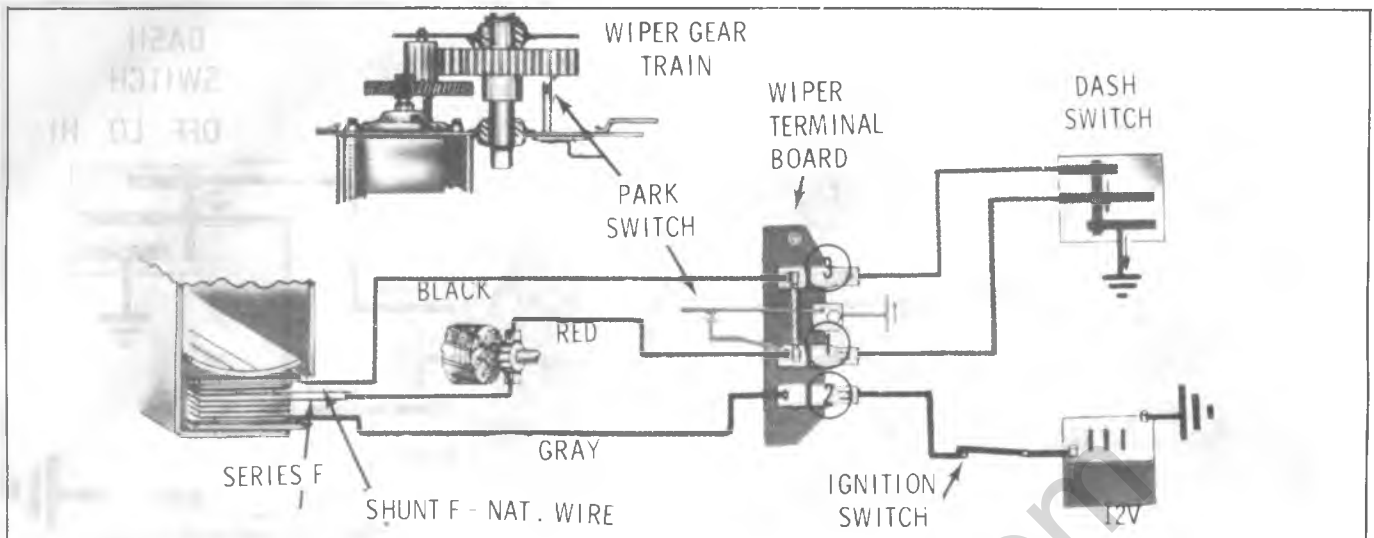 WIPER GEAR
TRAIN
WIPER
TERMINAL
BOARD
DASH
SWITCH
PARK
SWITCH
3
BLACK
RED
1
2
GRAY
SERIES F
SHUNT F - NAT. WIRE
IGNITION
SWITCH
12V
DASH
SWITCH
OFF LO HI
om